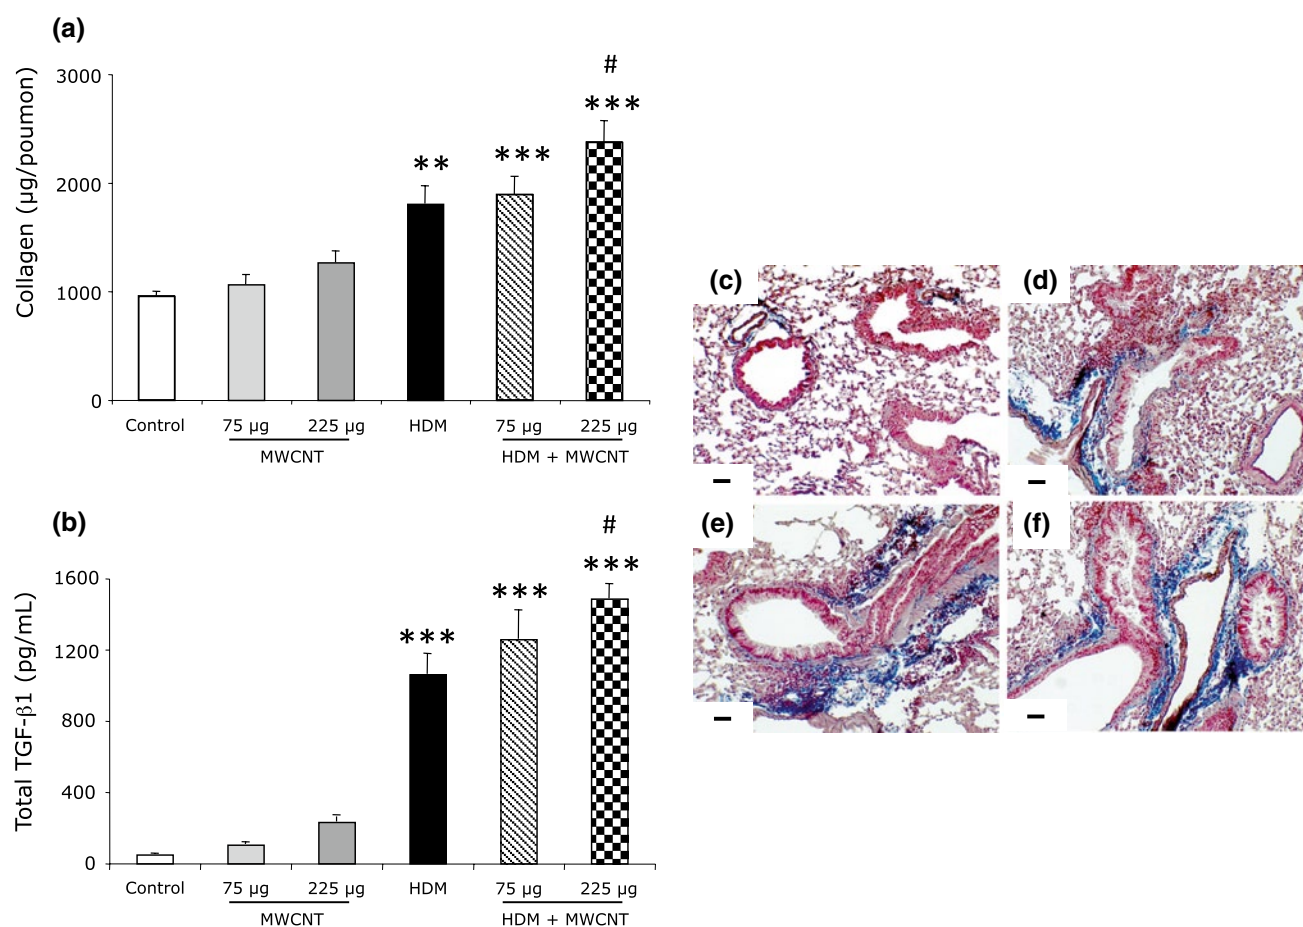 (a)
#
***
***
**
3000
2000
1000
0
Collagen (µg/poumon)
Control
75 µg
225 µg
HDM
75 µg
225 µg
MWCNT
HDM + MWCNT
(b)
#
***
***
***
1600
1200
800
400
0
Total TGF-β1 (pg/mL)
Control
75 µg
225 µg
HDM
75 µg
225 µg
MWCNT
HDM + MWCNT
(c)
(d)
(e)
(f)